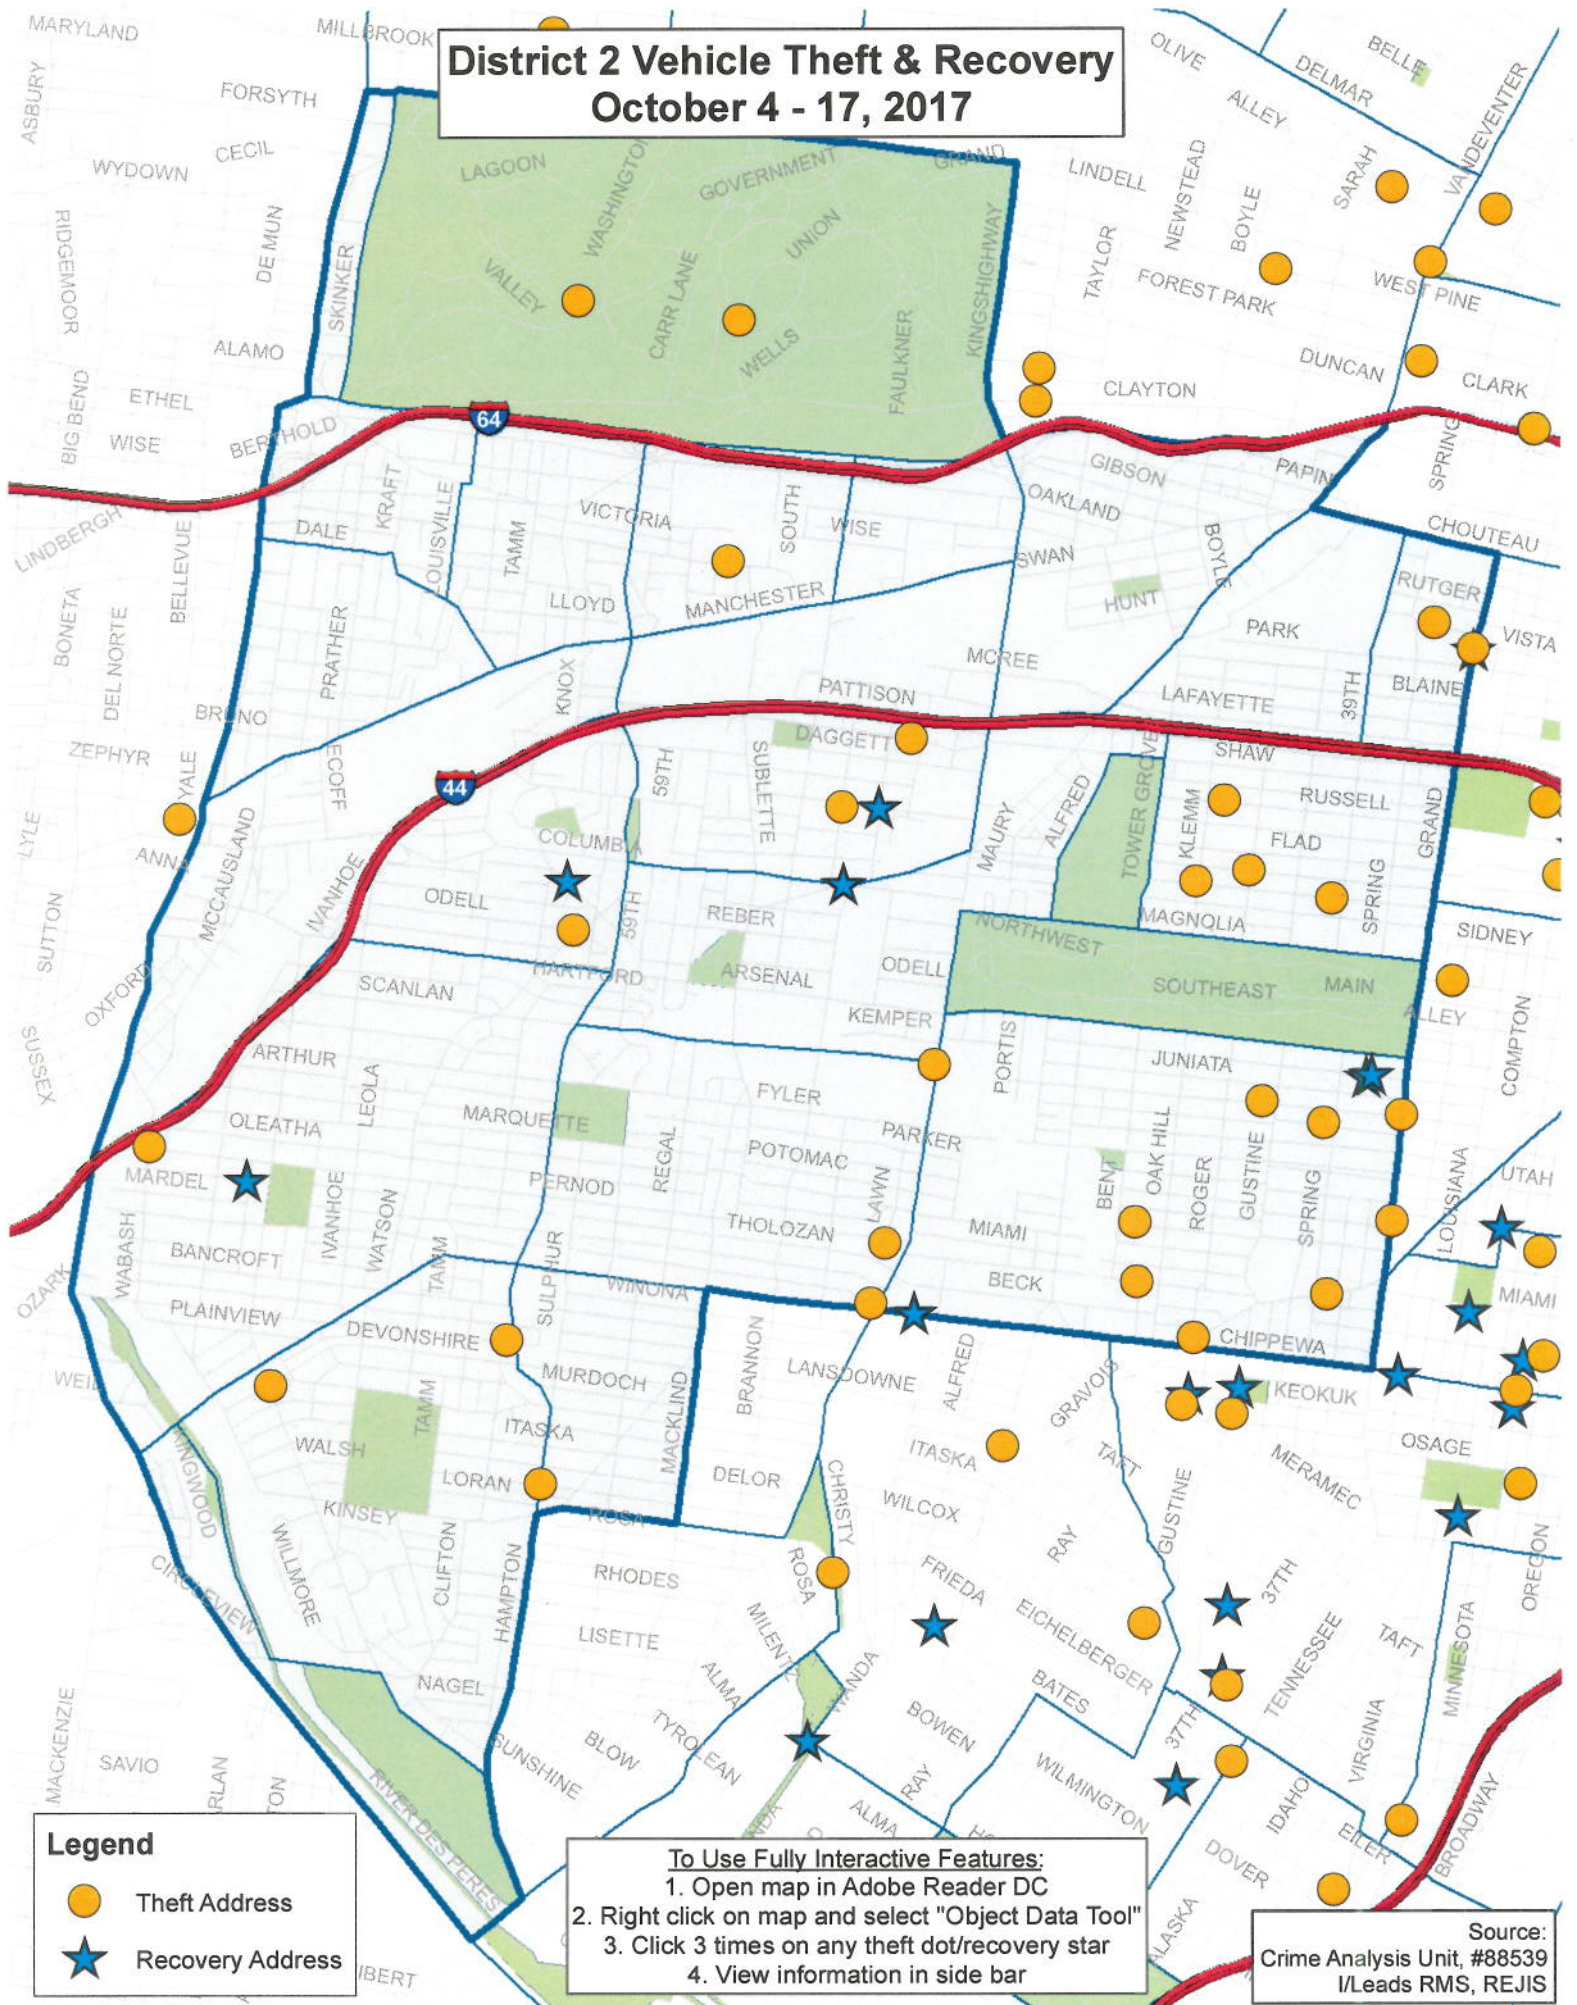 MARYLAND
MILLBROOK
District 2 Vehicle Theft & Recovery
October 4 - 17, 2017
OLIVE
BELLE
DELMAR
VANDEVENTER
ASBURY
FORSYTH
ALLEY
CECIL
WYDOWN
LAGOON
WASHINGTON
GOVERNMENT
GRAND
LINDELL
NEWSTEAD
BOYLE
SARAH
RIDGEMOOR
DE MUN
SKINKER
VALLEY
CARR LANE
UNION
KINGSHIGHWAY
TAYLOR
FOREST PARK
WEST PINE
ALAMO
WELLS
FAULKNER
DUNCAN
CLARK
BIG BEND
ETHEL
CLAYTON
WISE
BERTHOLD
64
GIBSON
PAPIN
SPRING
LINDBERGH
DALE
KRAFT
LOUISVILLE
TAMM
VICTORIA
SOUTH
WISE
OAKLAND
BOYLE
CHOUTEAU
SWAN
BELLEVUE
BONETA
DEL NORTE
PRATHER
LLOYD
MANCHESTER
HUNT
RUTGER
PARK
VISTA
KNOX
MCREE
PATTISON
LAFAYETTE
39TH
BLAINE
BRUNO
ZEPHYR
YALE
ECOFF
44
59TH
SUBLETTE
DAGGETT
SHAW
LYLE
ANNA
MCCAUSLAND
IVANHOE
COLUMBIA
MAURY
ALFRED
TOWER GROVE
KLEMM
RUSSELL
FLAD
GRAND
SPRING
ODELL
59TH
REBER
MAGNOLIA
NORTHWEST
SIDNEY
SUTTON
OXFORD
SCANLAN
HARTFORD
ARSENAL
ODELL
SOUTHEAST
MAIN
KEMPER
ALLEY
COMPTON
SUSSEX
ARTHUR
LEOLA
PORTIS
JUNIATA
FYLER
OLEATHA
MARQUETTE
REGAL
PARKER
POTOMAC
BENT
OAK HILL
ROGER
GUSTINE
SPRING
LOUISIANA
UTAH
MARDEL
IVANHOE
WATSON
PERNOD
LAWN
THOLOZAN
MIAMI
WABASH
BANCROFT
TAMM
SULPHUR
BECK
OZARK
PLAINVIEW
WINONA
MIAMI
DEVONSHIRE
CHIPPEWA
WEIL
MURDOCH
MACKLIND
BRANNON
LANSDOWNE
ALFRED
GRAVOIS
KEOKUK
TAMM
ITASKA
WALSH
LORAN
KINGWOOD
KINSEY
DELOR
CHRISTY
ITASKA
TAFT
MERAMEC
OSAGE
WILCOX
GUSTINE
RAY
ROSA
CIRCLEVIEW
WILLMORE
CLIFTON
HAMPTON
RHODES
ROSA
FRIEDA
37TH
OREGON
LISETTE
MILENTZ
EICHELBERGER
TENNESSEE
TAFT
MINNESOTA
NAGEL
ALMA
WANDA
BATES
BOWEN
MACKENZIE
SAVIO
SUNSHINE
BLOW
TYROLEAN
RAY
37TH
WILMINGTON
VIRGINIA
BROADWAY
RIVER DES PERES
ALMA
IDAHO
EILER
DOVER
ALASKA
Legend
Theft Address
Recovery Address
To Use Fully Interactive Features:
1. Open map in Adobe Reader DC
2. Right click on map and select "Object Data Tool"
3. Click 3 times on any theft dot/recovery star
4. View information in side bar
Source:
Crime Analysis Unit, #88539
I/Leads RMS, REJIS